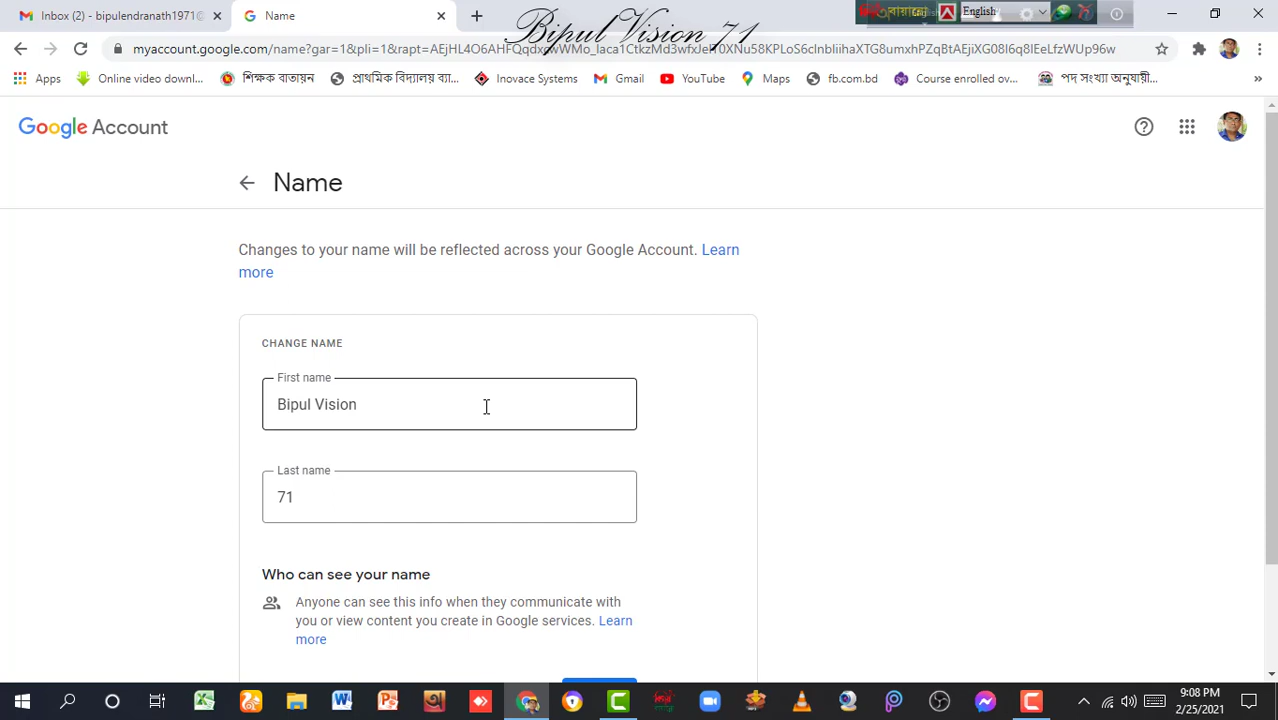 Inbox (2) - bipulendranath1971@
Name
বায়ান্নো
English
Bipul Vision 71
Apps
Online video downl...
শিক্ষক বাতায়ন
প্রাথমিক বিদ্যালয় ব্যা...
Inovace Systems
Gmail
YouTube
Maps
fb.com.bd
Course enrolled ov...
পদ সংখ্যা অনুযায়ী...
»
Google Account
Name
Changes to your name will be reflected across your Google Account. Learn
more
CHANGE NAME
First name
Bipul Vision
Last name
71
Who can see your name
Anyone can see this info when they communicate with
you or view content you create in Google services. Learn
more
9:08 PM
2/25/2021